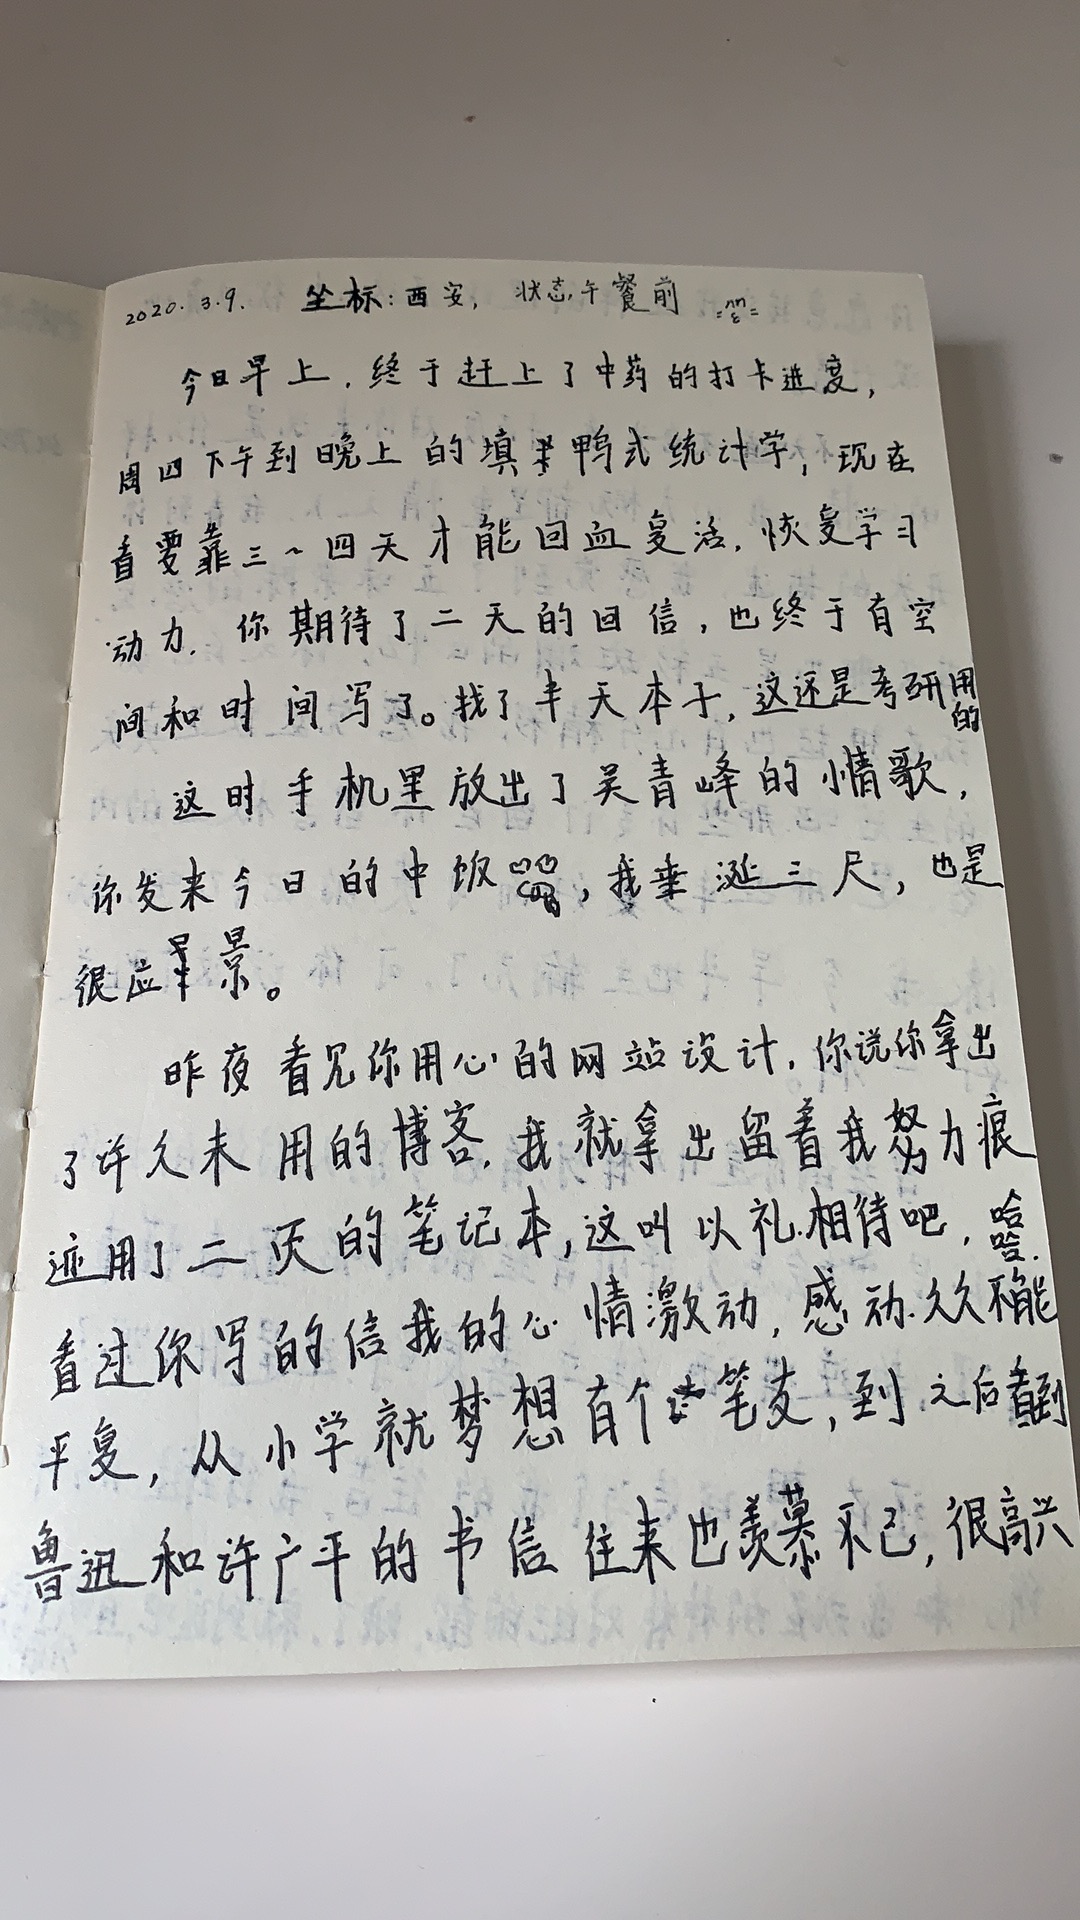 2020.3.9. 坐标:西安, 状态,午餐前
今日早上,终于赶上了中药的打卡进度,
周四下午到晚上的填鸭式统计学,现在
看要靠三~四天才能回血复活,恢复学习
动力.你期待了二天的回信,也终于有空
间和时间写了。找了半天本子,这还是考研用的
这时手机里放出了吴青峰的情歌,
你发来今日的中饭,我垂涎三尺,也是
很应景。
昨夜看见你用心的网站设计,你说你拿出
了许久未用的博客,我就拿出留着我努力痕
迹用了二页的笔记本,这叫以礼相待吧,哈哈.
看过你写的信我的心情激动,感动久久不能
平复,从小学就梦想有个笔友,到之后看到
鲁迅和许广平的书信往来也羡慕不已,很高兴